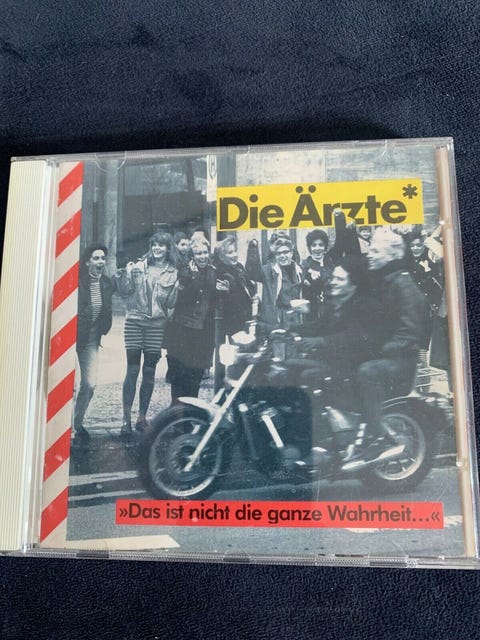 Die Ärzte*
»Das ist nicht die ganze Wahrheit...«